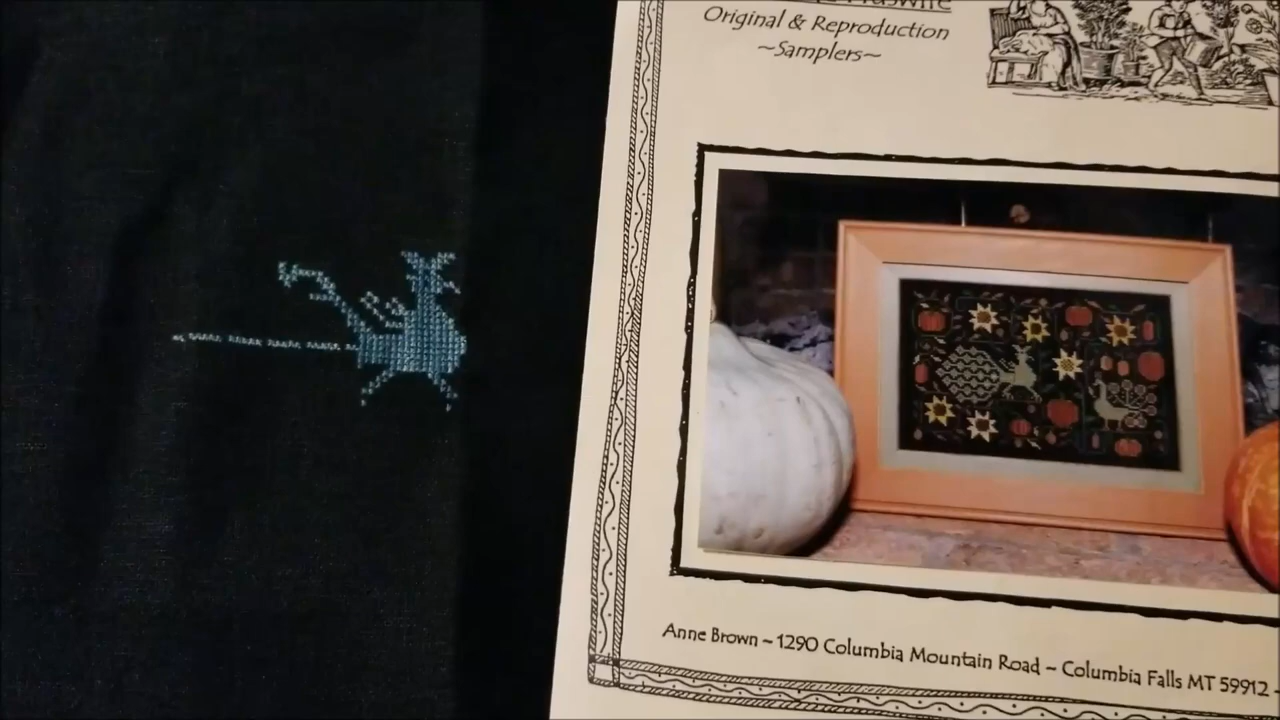 Original & Reproduction
~Samplers~
Anne Brown ~ 1290 Columbia Mountain Road ~ Columbia Falls MT 59912 -